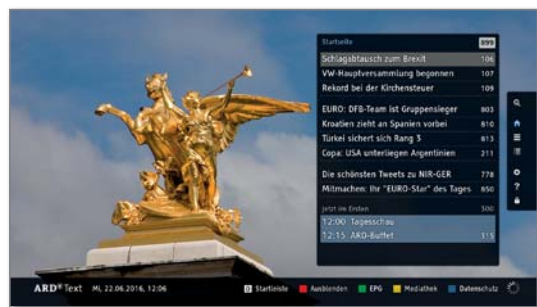 Startseite 899
Schlagabtausch zum Brexit 106
VW-Hauptversammlung begonnen 107
Rekord bei der Kirchensteuer 109
EURO: DFB-Team ist Gruppensieger 803
Kroatien zieht an Spanien vorbei 810
Türkei sichert sich Rang 3 813
Copa: USA unterliegen Argentinien 211
Die schönsten Tweets zu NIR-GER 778
Mitmachen: Ihr "EURO-Star" des Tages 850
Jetzt im Ersten 300
12:00 Tagesschau
12:15 ARD-Buffet 315
?
ARD Text Mi, 22.06.2016, 12:06 0 Startleiste Ausblenden EPG Mediathek Datenschutz